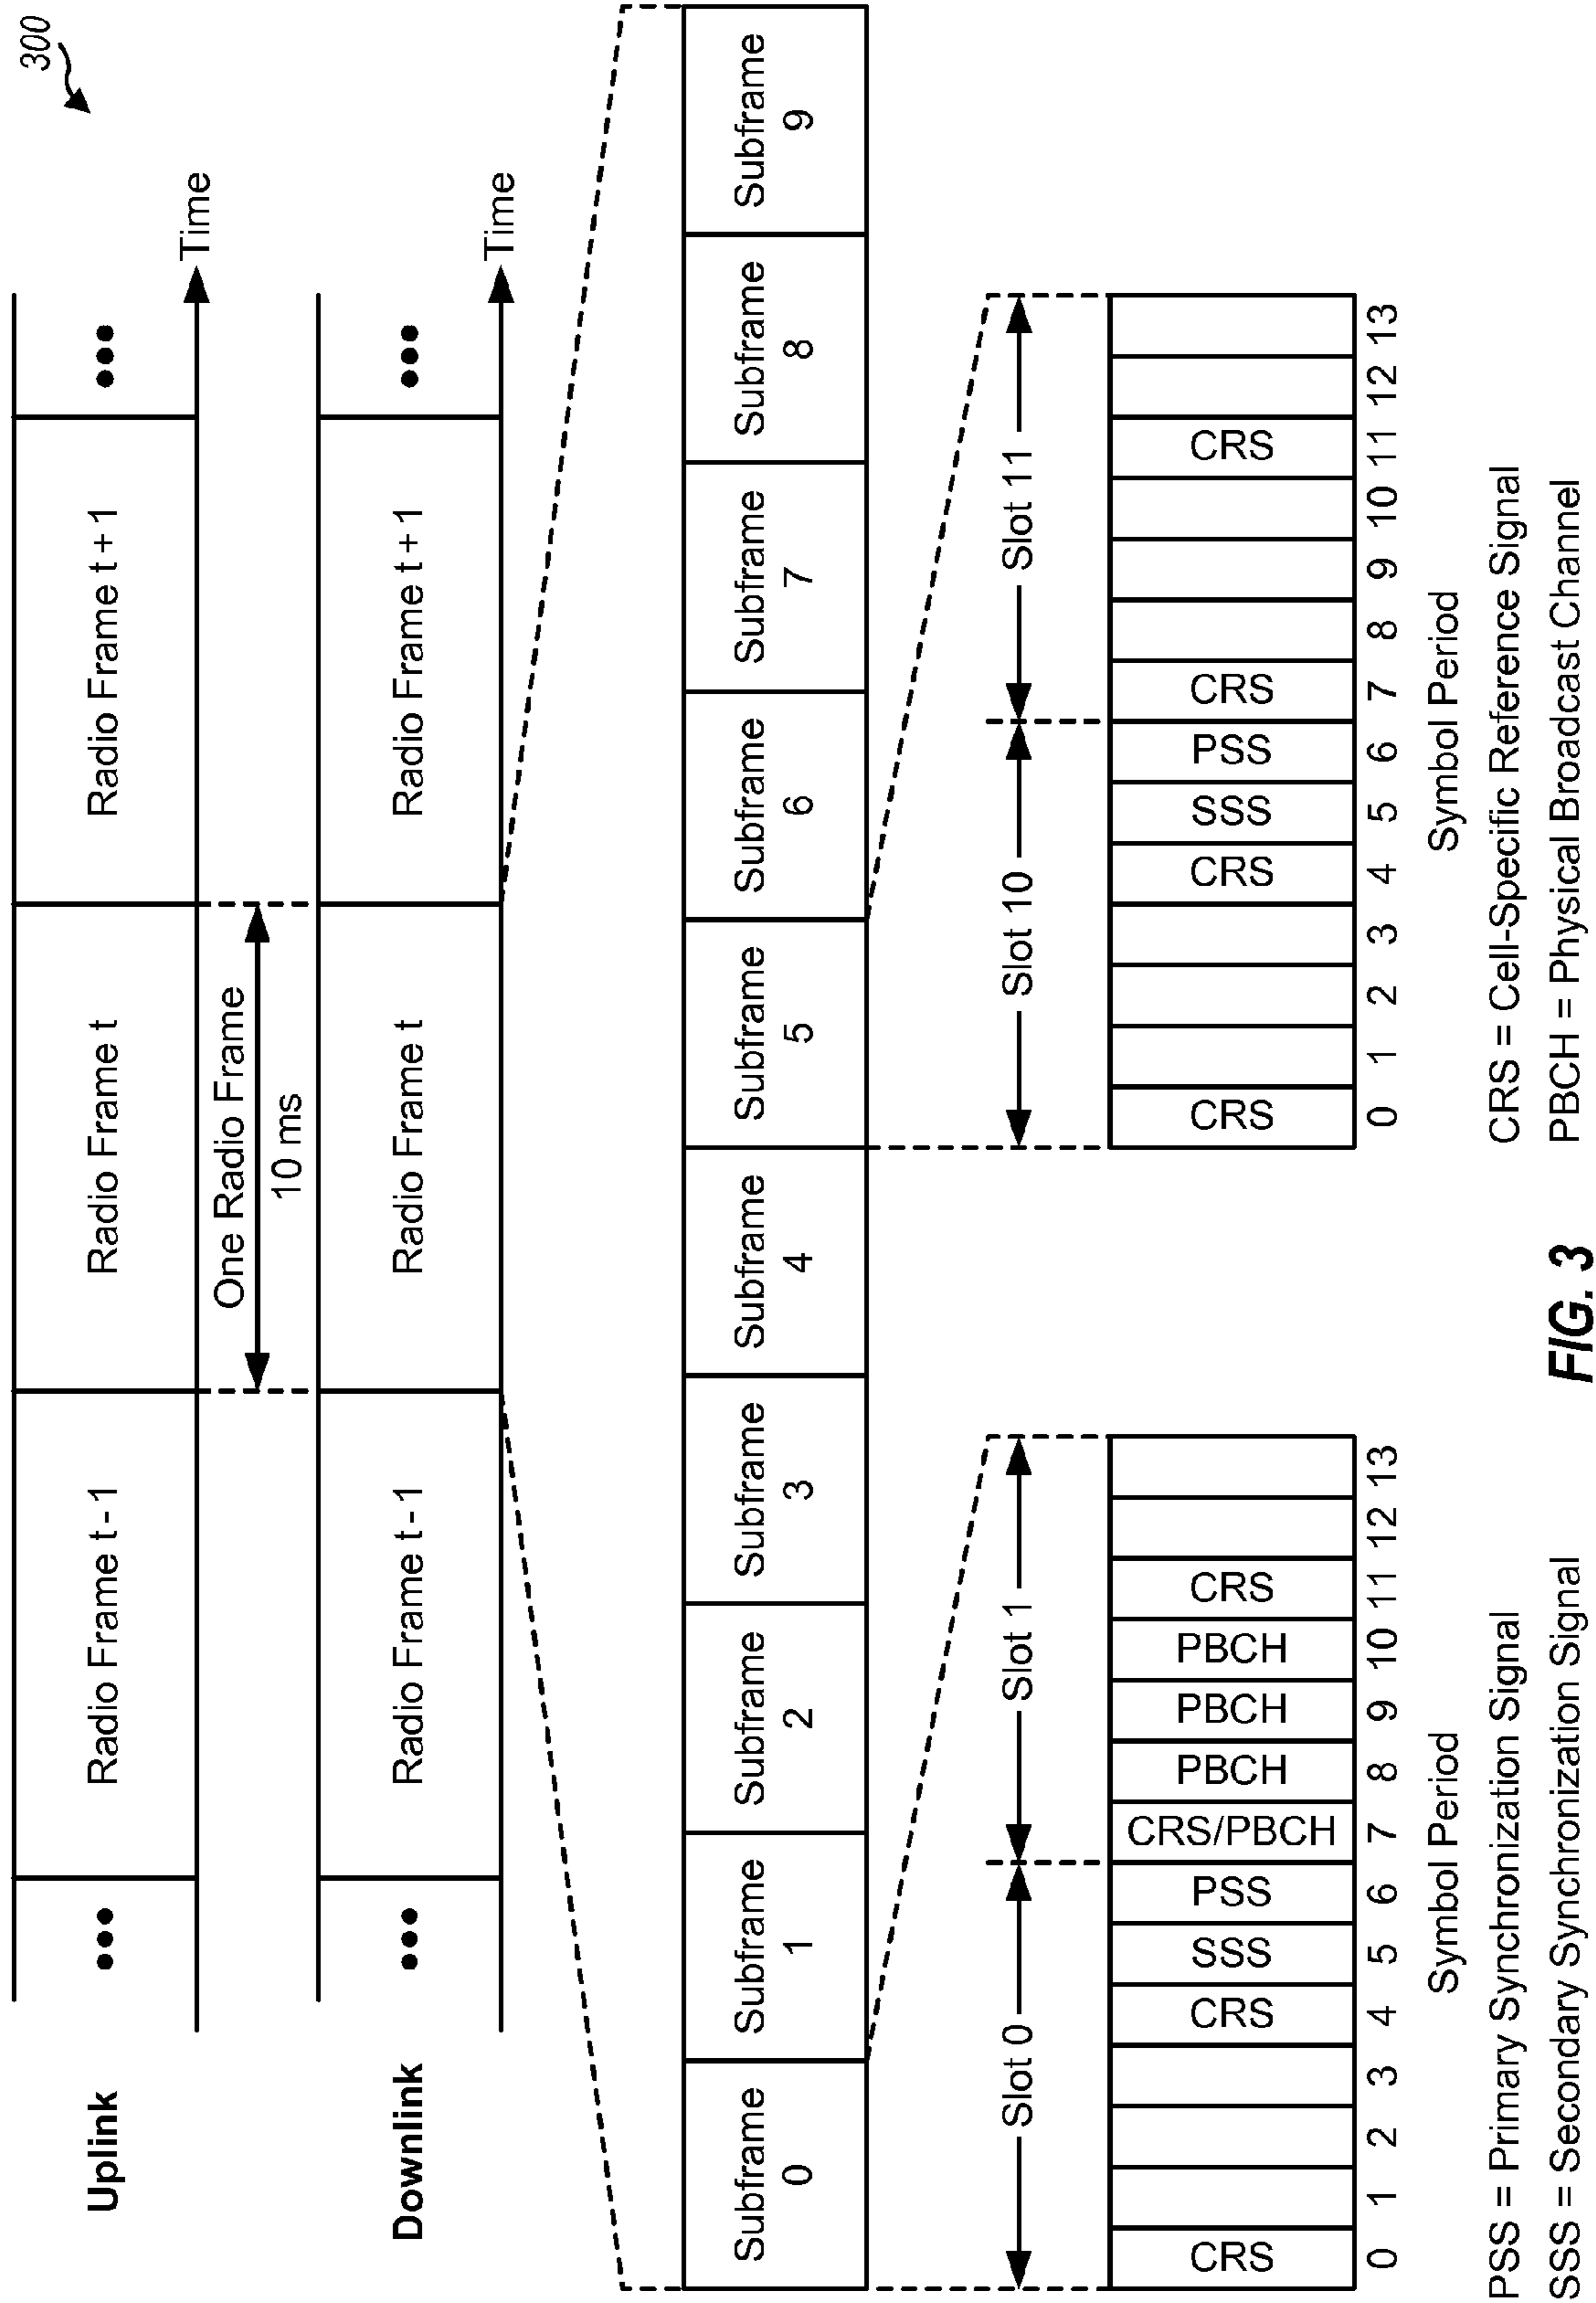 300
Uplink
••• Radio Frame t - 1 Radio Frame t Radio Frame t + 1 •••
Time
One Radio Frame
10 ms
Downlink
••• Radio Frame t - 1 Radio Frame t Radio Frame t + 1 •••
Time
Subframe Subframe Subframe Subframe Subframe Subframe Subframe Subframe Subframe Subframe
0 1 2 3 4 5 6 7 8 9
Slot 0 Slot 1 Slot 10 Slot 11
CRS CRS SSS PSS CRS/PBCH PBCH PBCH PBCH CRS
0 1 2 3 4 5 6 7 8 9 10 11 12 13
Symbol Period
CRS CRS SSS PSS CRS CRS
0 1 2 3 4 5 6 7 8 9 10 11 12 13
Symbol Period
PSS = Primary Synchronization Signal
SSS = Secondary Synchronization Signal
CRS = Cell-Specific Reference Signal
PBCH = Physical Broadcast Channel
FIG. 3